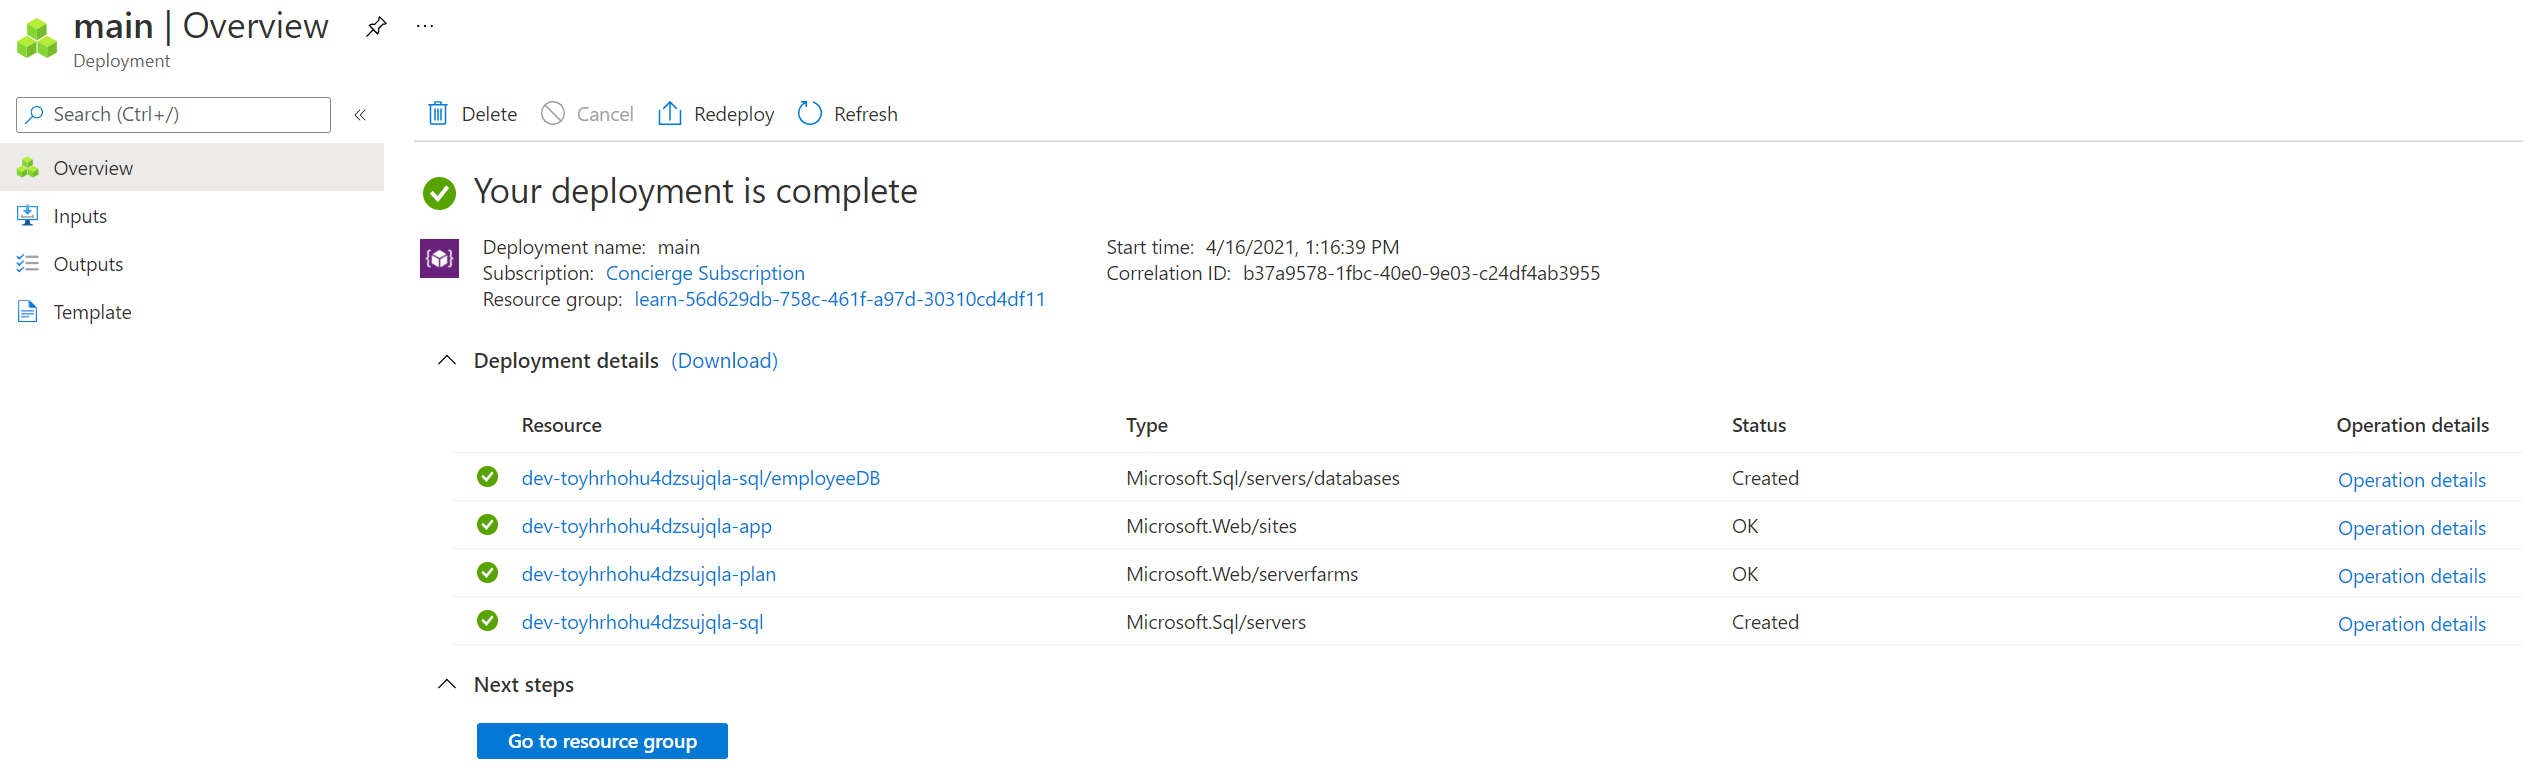 main | Overview
Deployment
Search (Ctrl+/)
Overview
Inputs
Outputs
Template
Delete
Cancel
Redeploy
Refresh
Your deployment is complete
Deployment name: main
Subscription: Concierge Subscription
Resource group: learn-56d629db-758c-461f-a97d-30310cd4df11
Start time: 4/16/2021, 1:16:39 PM
Correlation ID: b37a9578-1fbc-40e0-9e03-c24df4ab3955
Deployment details (Download)
Resource Type Status Operation details
dev-toyhrhohu4dzsujqla-sql/employeeDB Microsoft.Sql/servers/databases Created Operation details
dev-toyhrhohu4dzsujqla-app Microsoft.Web/sites OK Operation details
dev-toyhrhohu4dzsujqla-plan Microsoft.Web/serverfarms OK Operation details
dev-toyhrhohu4dzsujqla-sql Microsoft.Sql/servers Created Operation details
Next steps
Go to resource group